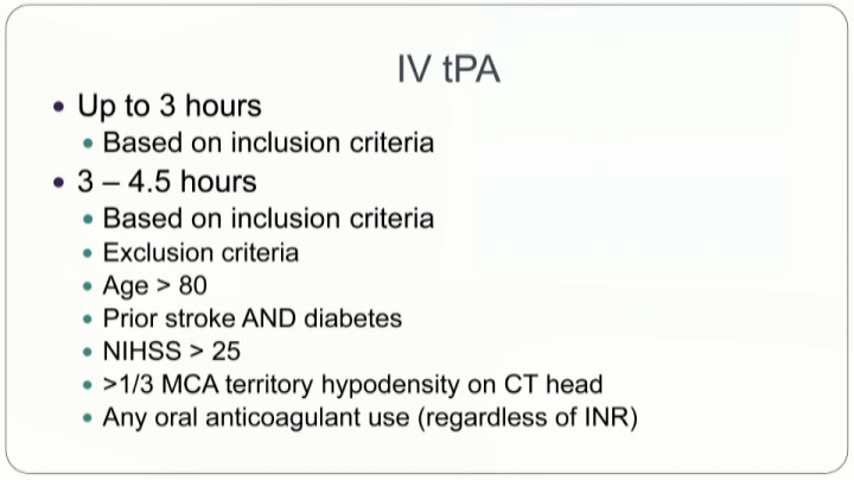 IV tPA
• Up to 3 hours
• Based on inclusion criteria
• 3 – 4.5 hours
• Based on inclusion criteria
• Exclusion criteria
• Age > 80
• Prior stroke AND diabetes
• NIHSS > 25
• >1/3 MCA territory hypodensity on CT head
• Any oral anticoagulant use (regardless of INR)